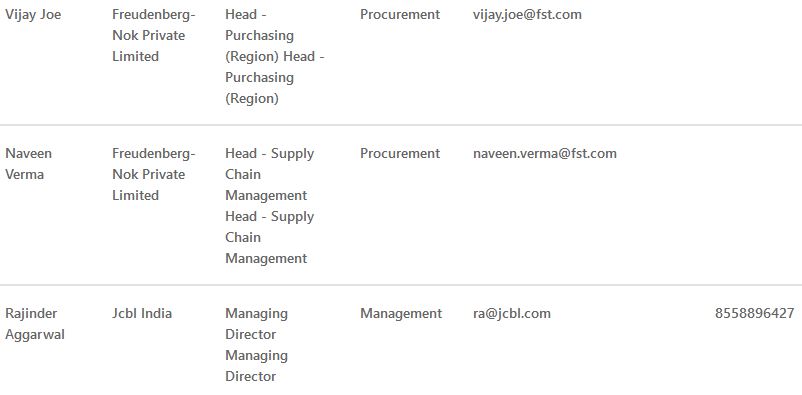 Vijay Joe Freudenberg- Head - Procurement vijay.joe@fst.com
Nok Private Purchasing
Limited (Region) Head -
Purchasing
(Region)
Naveen Freudenberg- Head - Supply Procurement naveen.verma@fst.com
Verma Nok Private Chain
Limited Management
Head - Supply
Chain
Management
Rajinder Jcbl India Managing Management ra@jcbl.com 8558896427
Aggarwal Director
Managing
Director